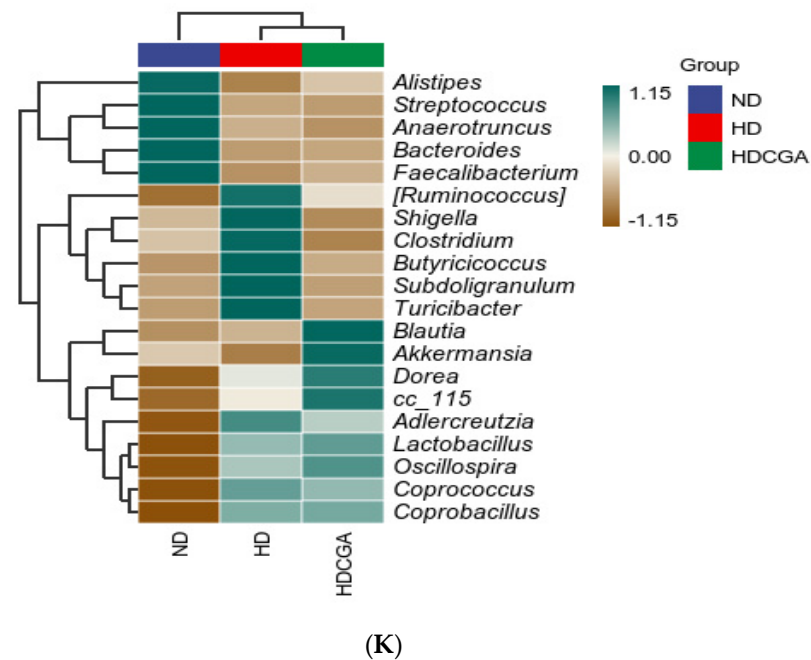 Group
1.15
0.00
-1.15
ND
HD
HDCGA
Alistipes
Streptococcus
Anaerotruncus
Bacteroides
Faecalibacterium
[Ruminococcus]
Shigella
Clostridium
Butyricicoccus
Subdoligranulum
Turicibacter
Blautia
Akkermansia
Dorea
cc_115
Adlercreutzia
Lactobacillus
Oscillospira
Coprococcus
Coprobacillus
ND
HD
HDCGA
(K)